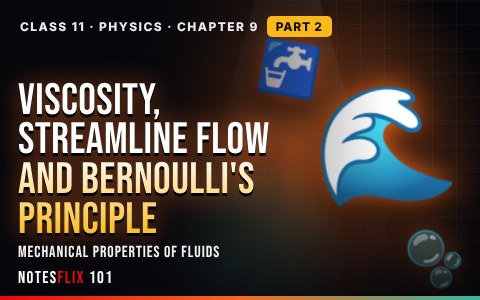 CLASS 11 · PHYSICS · CHAPTER 9 PART 2
VISCOSITY,
STREAMLINE FLOW
AND BERNOULLI'S
PRINCIPLE
MECHANICAL PROPERTIES OF FLUIDS
NOTESFLIX 101